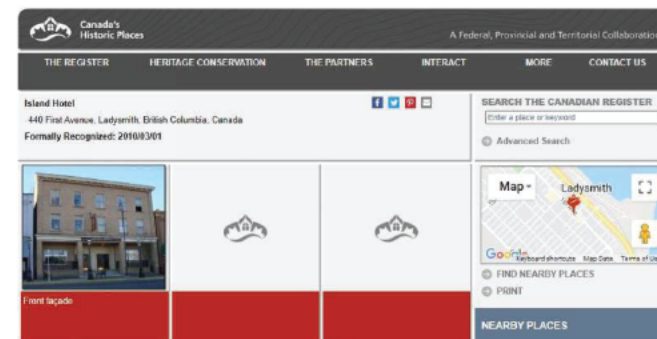 Canada's
Historic Places
A Federal, Provincial and Territorial Collaboration
THE REGISTER HERITAGE CONSERVATION THE PARTNERS INTERACT MORE CONTACT US
Island Hotel
440 First Avenue, Ladysmith, British Columbia, Canada
Formally Recognized: 2010/03/01
SEARCH THE CANADIAN REGISTER
Enter a place or keyword
Advanced Search
Map
Ladysmith
Google
Keyboard shortcuts Map Data Terms of Us
FIND NEARBY PLACES
PRINT
Front façade
NEARBY PLACES